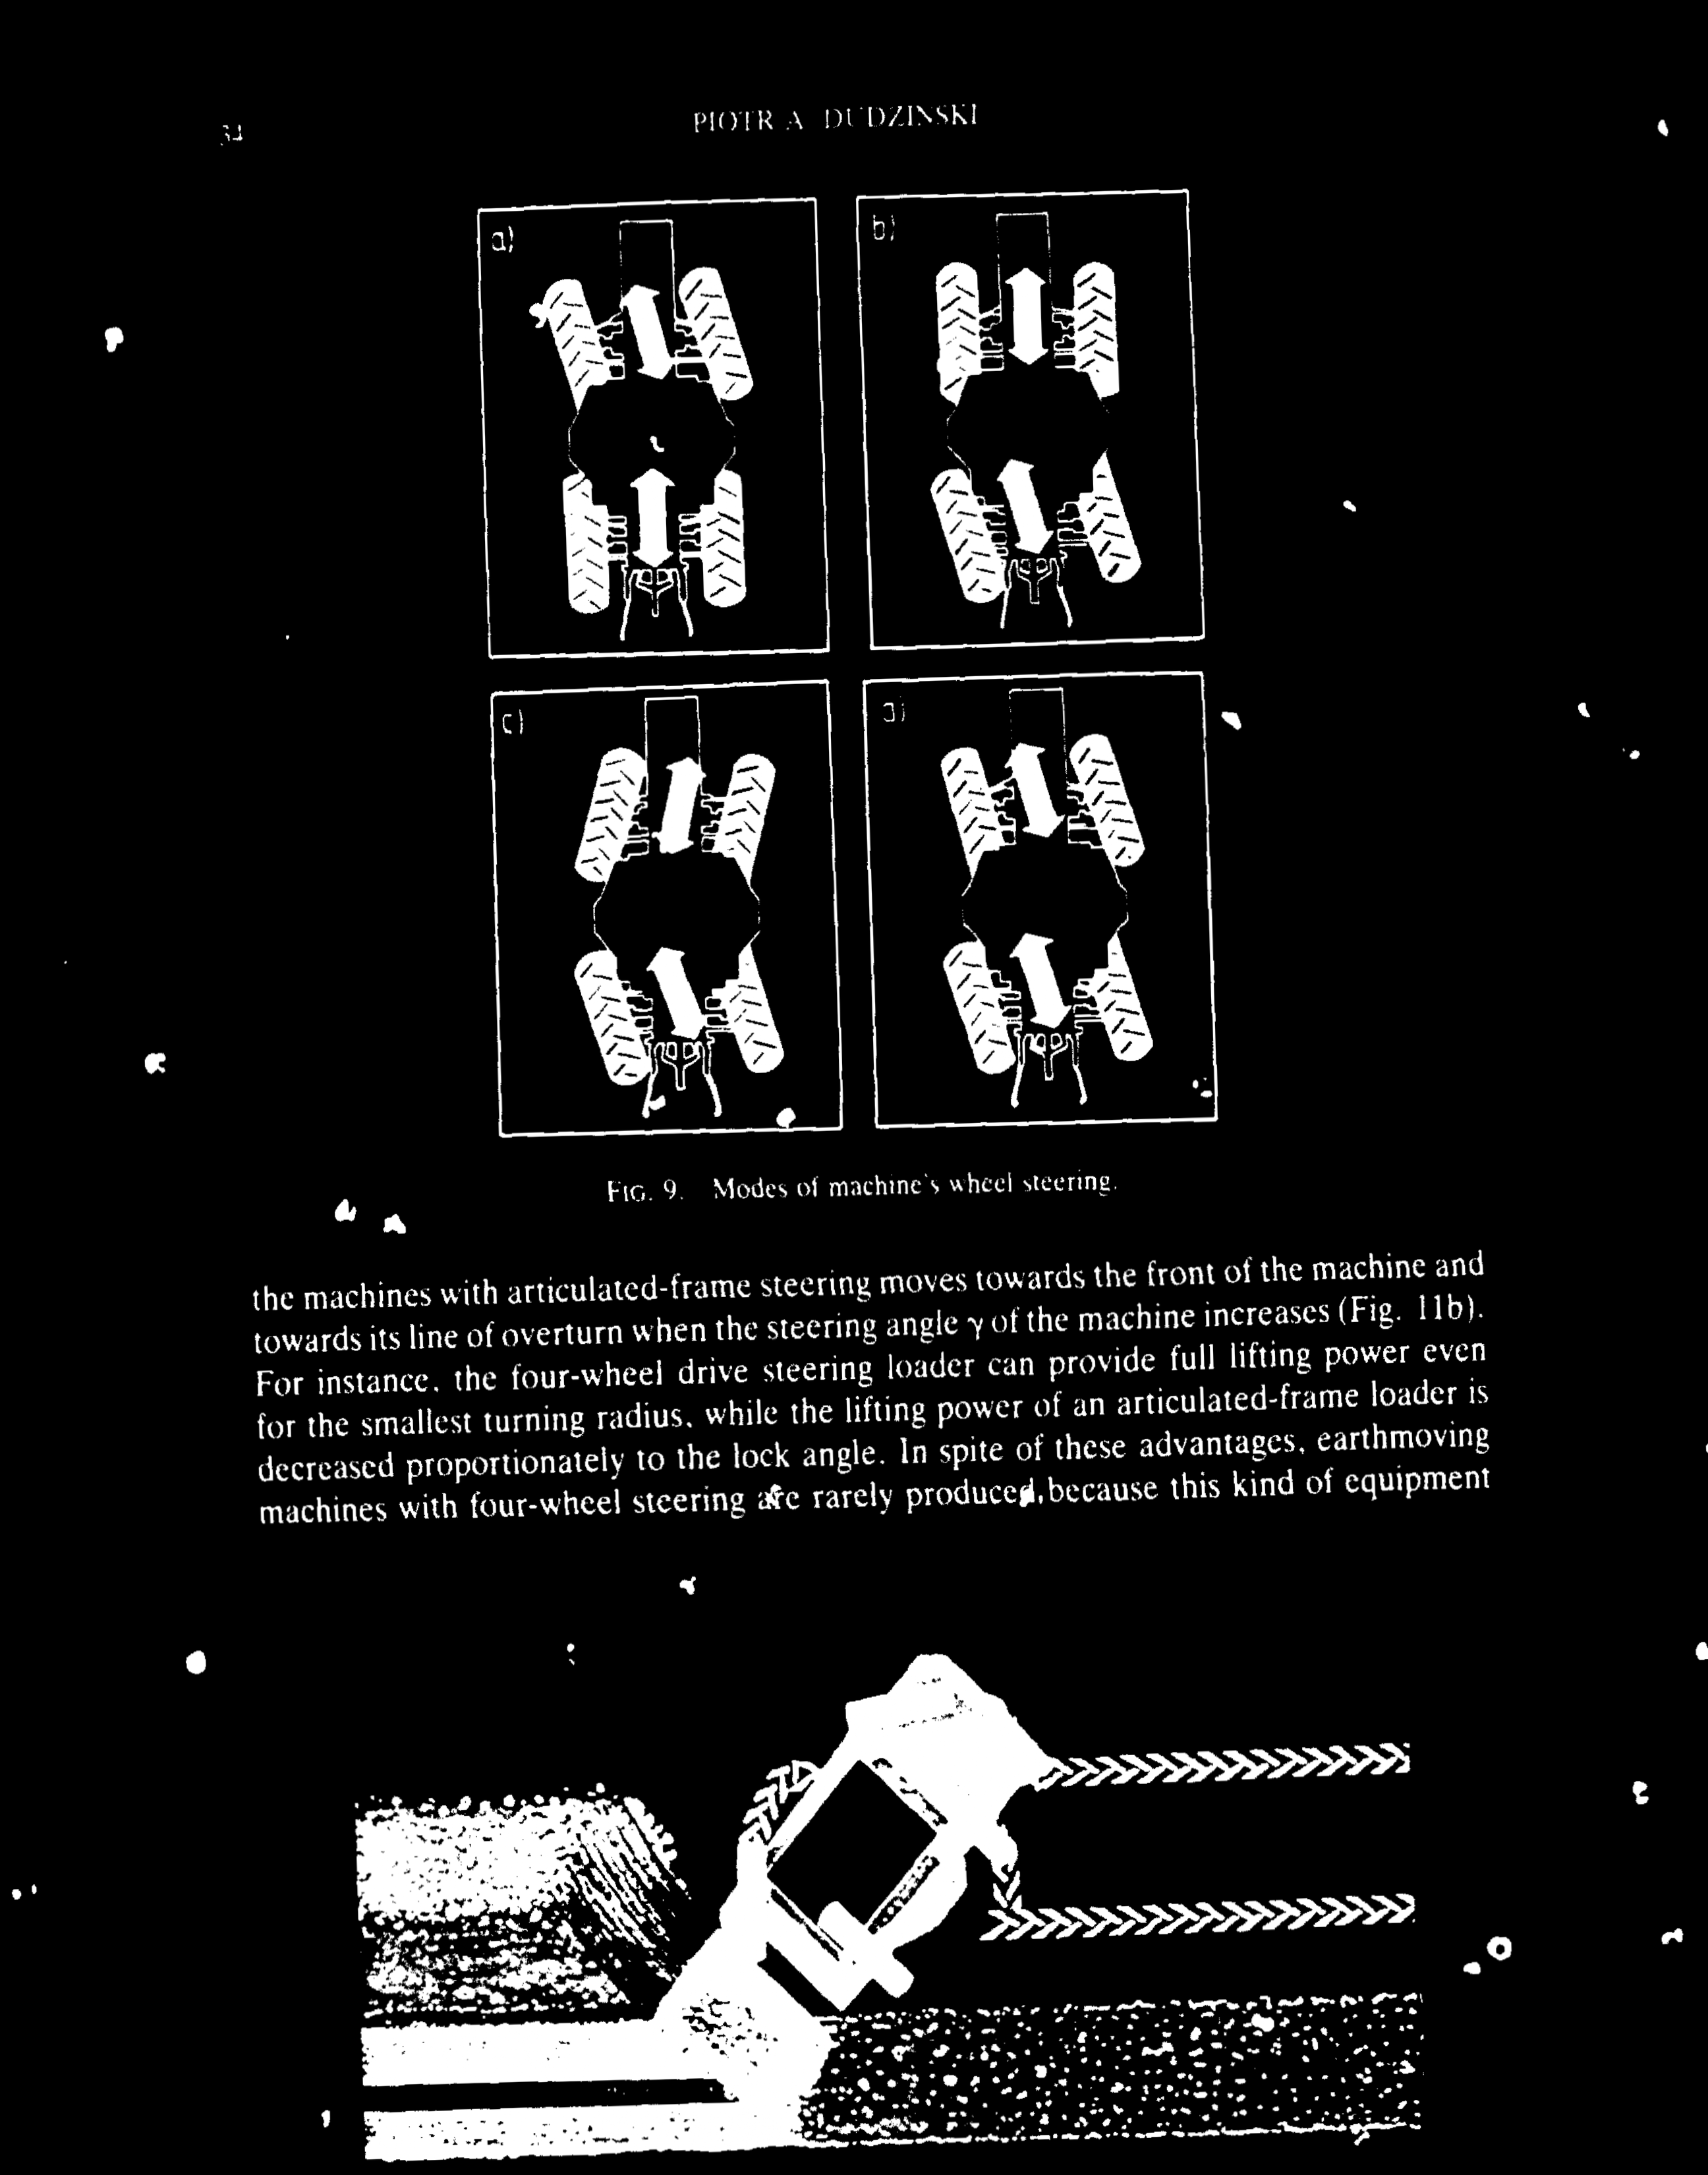 34
PIOTR A. DUDZIŃSKI
a)
b)
c)
d)
FIG. 9. Modes of machine's wheel steering.
the machines with articulated-frame steering moves towards the front of the machine and
towards its line of overturn when the steering angle γ of the machine increases (Fig. 11b).
For instance, the four-wheel drive steering loader can provide full lifting power even
for the smallest turning radius, while the lifting power of an articulated-frame loader is
decreased proportionately to the lock angle. In spite of these advantages, earthmoving
machines with four-wheel steering are rarely produced, because this kind of equipment